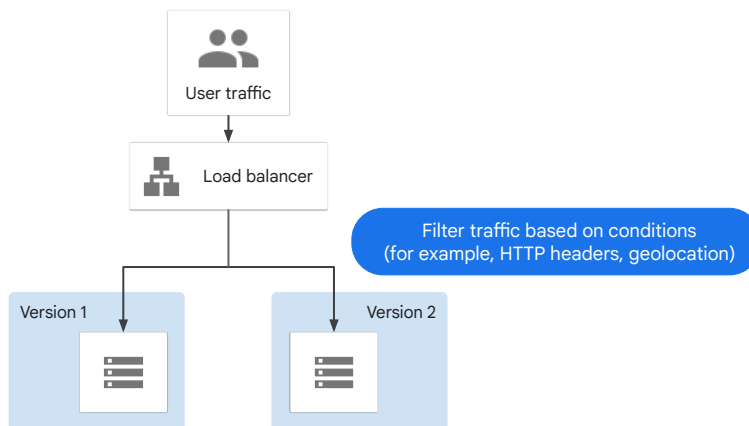 User traffic
Load balancer
Filter traffic based on conditions
(for example, HTTP headers, geolocation)
Version 1
Version 2